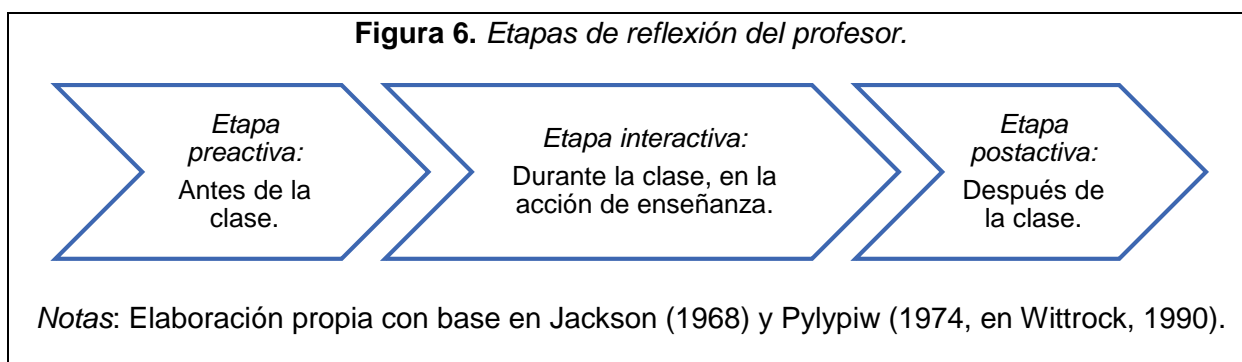 Figura 6. Etapas de reflexión del profesor.
Etapa
preactiva:
Antes de la
clase.
Etapa interactiva:
Durante la clase, en la
acción de enseñanza.
Etapa
postactiva:
Después de
la clase.
Notas: Elaboración propia con base en Jackson (1968) y Pylypiw (1974, en Wittrock, 1990).